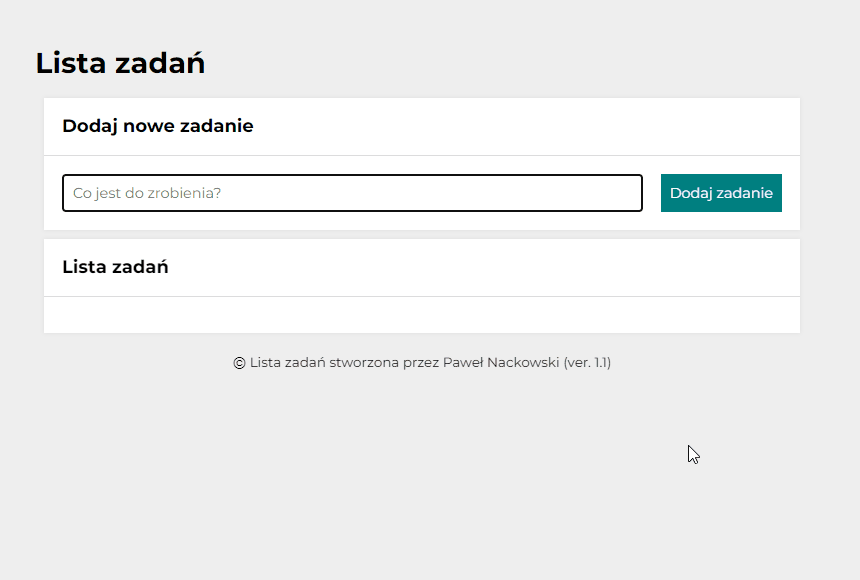 Lista zadań
Dodaj nowe zadanie
Co jest do zrobienia?
Dodaj zadanie
Lista zadań
© Lista zadań stworzona przez Paweł Nackowski (ver. 1.1)